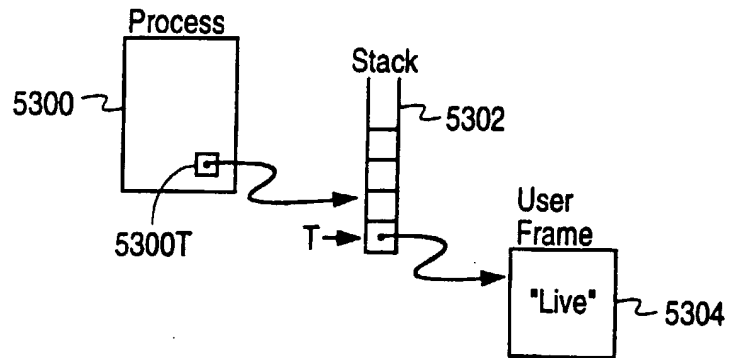 Process
5300
5300T
Stack
5302
T
User
Frame
"Live"
5304